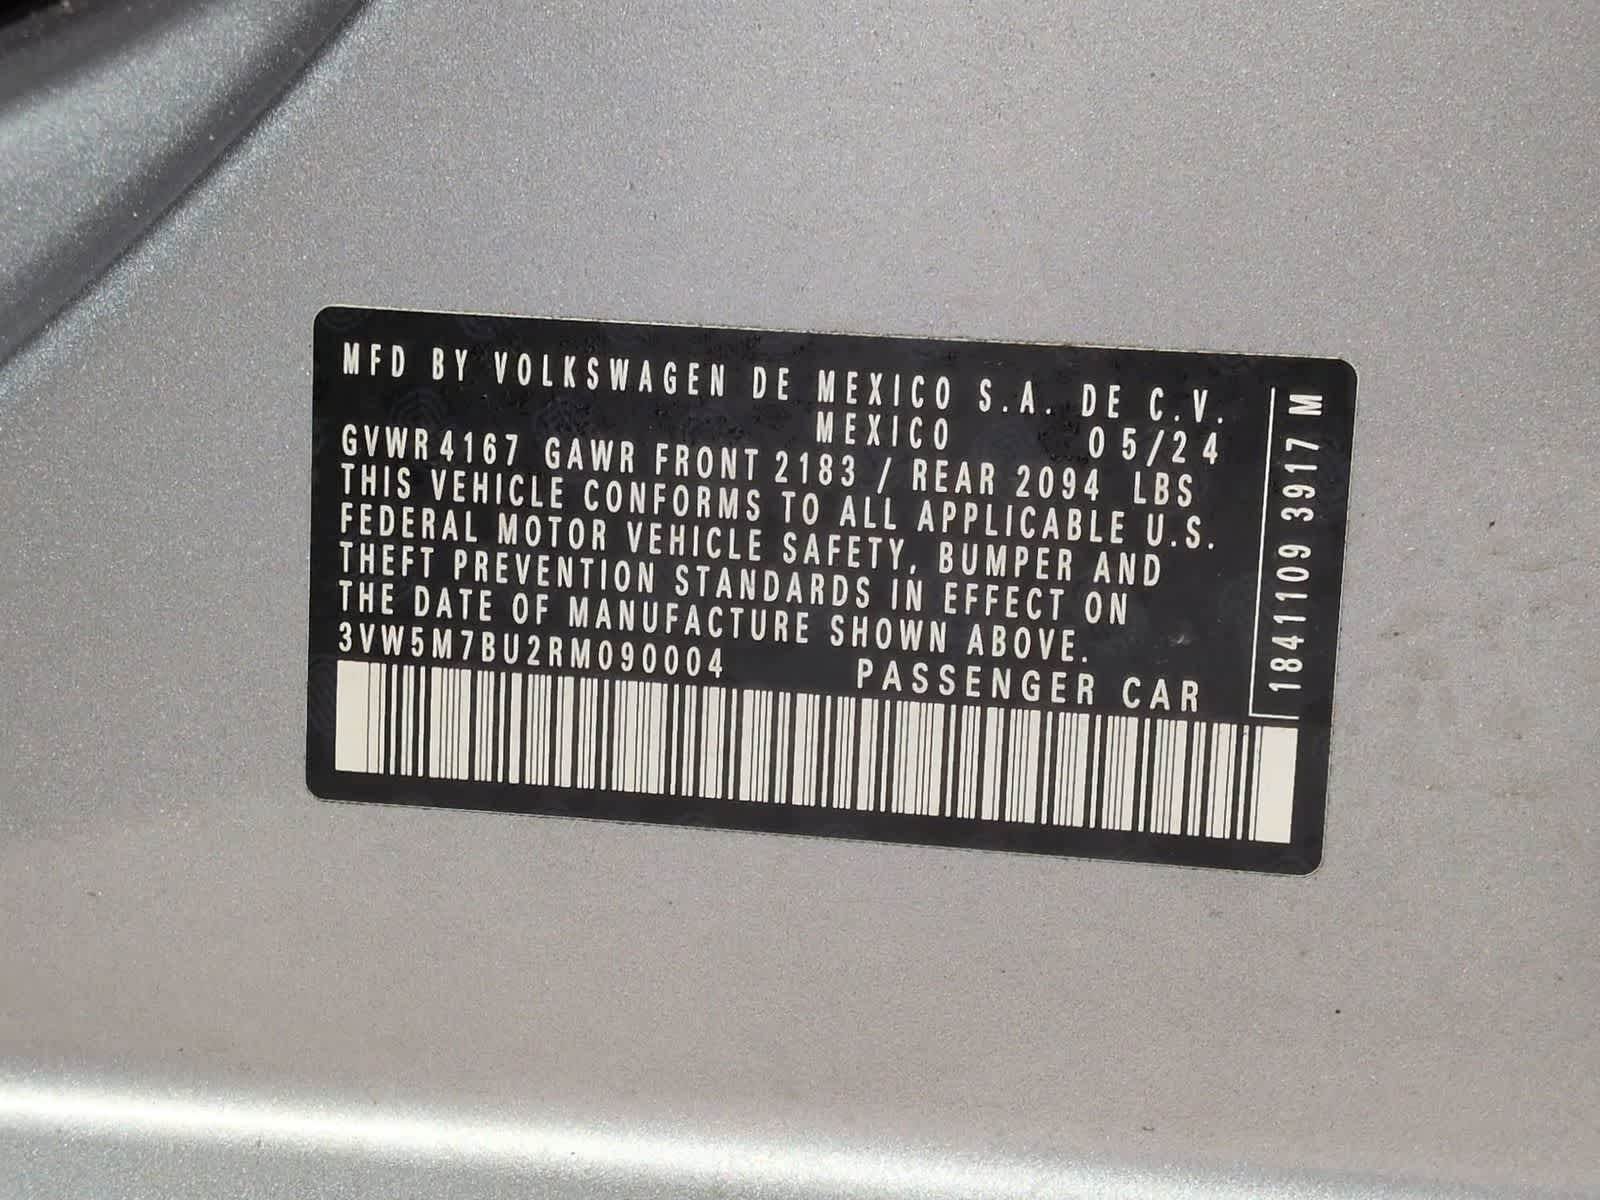 MFD BY VOLKSWAGEN DE MEXICO S.A. DE C.V.
MEXICO 05/24
GVWR 4167 GAWR FRONT 2183 / REAR 2094 LBS
THIS VEHICLE CONFORMS TO ALL APPLICABLE U.S.
FEDERAL MOTOR VEHICLE SAFETY, BUMPER AND
THEFT PREVENTION STANDARDS IN EFFECT ON
THE DATE OF MANUFACTURE SHOWN ABOVE.
3VW5M7BU2RM090004 PASSENGER CAR
1841109 3917 M